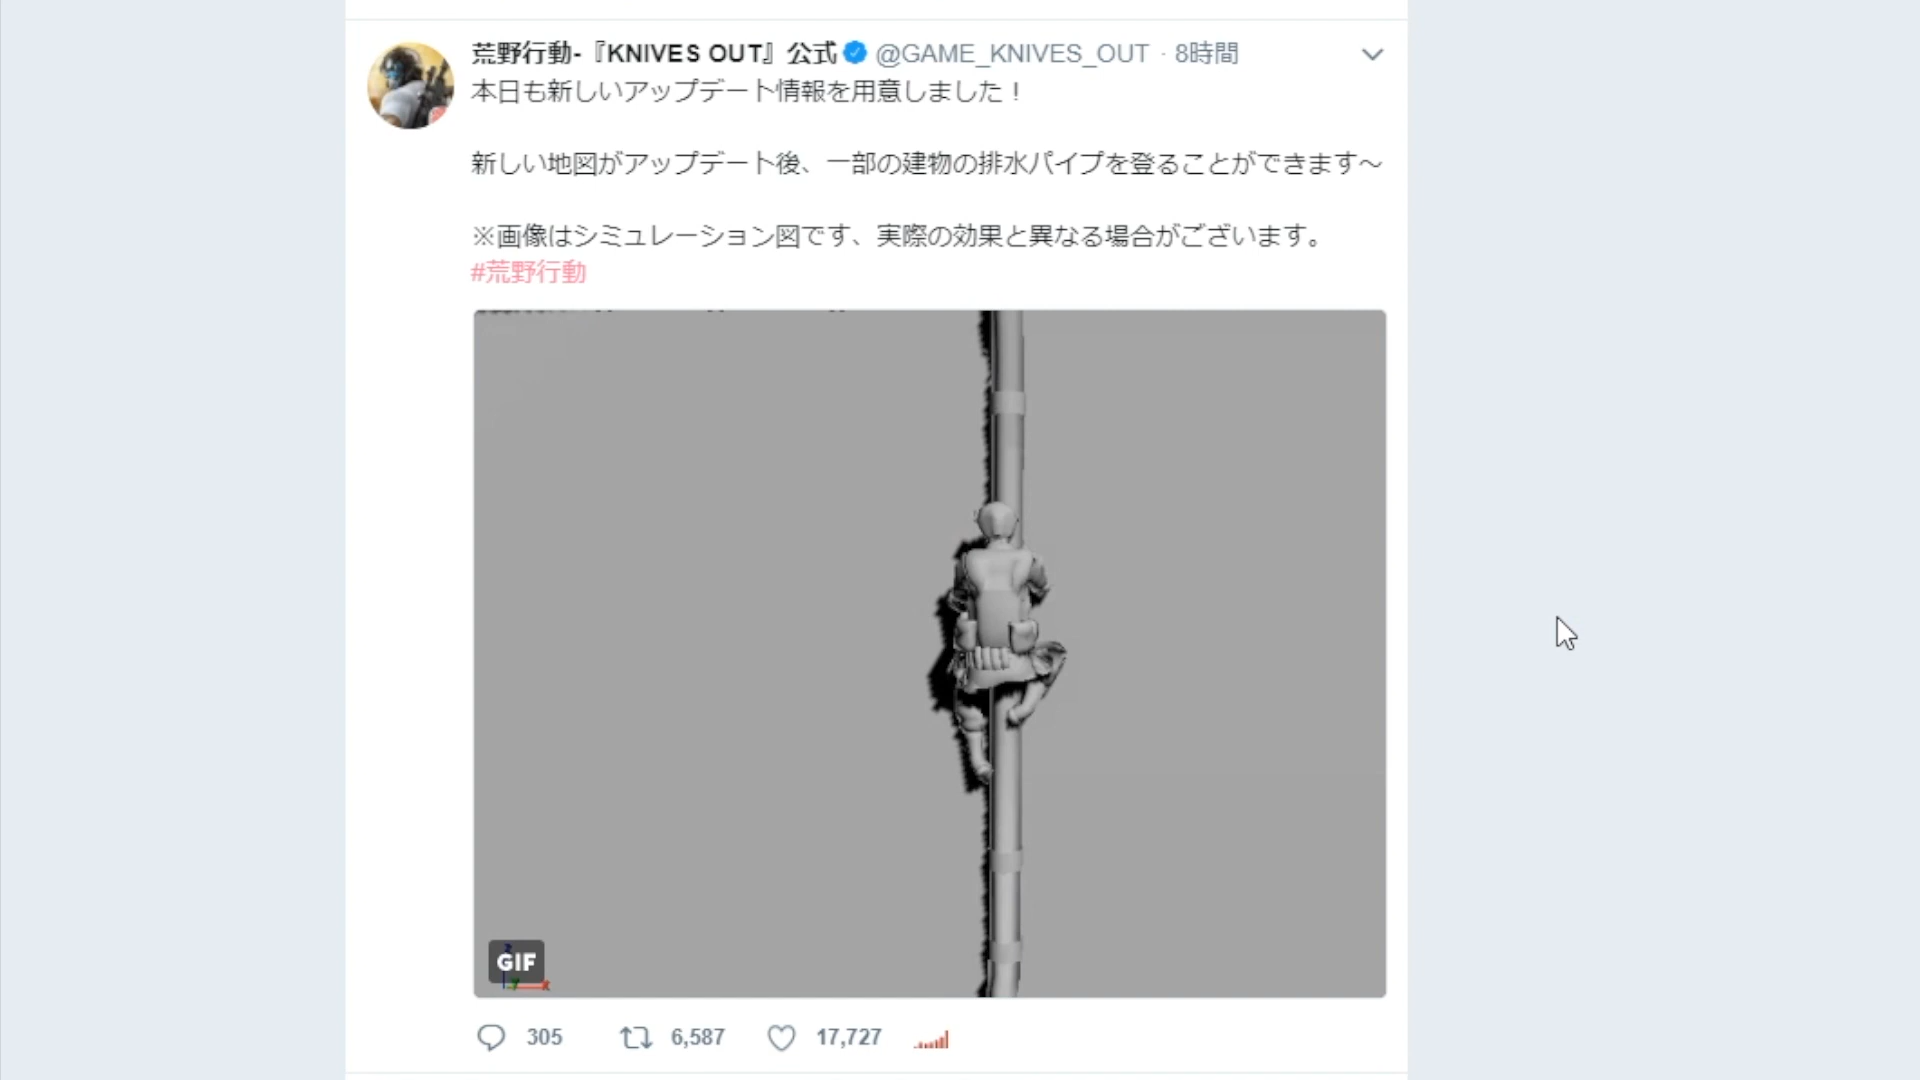 荒野行動-『KNIVES OUT』公式 @GAME_KNIVES_OUT · 8時間
本日も新しいアップデート情報を用意しました！
新しい地図がアップデート後、一部の建物の排水パイプを登ることができます～
※画像はシミュレーション図です、実際の効果と異なる場合がございます。
#荒野行動
GIF
305 6,587 17,727